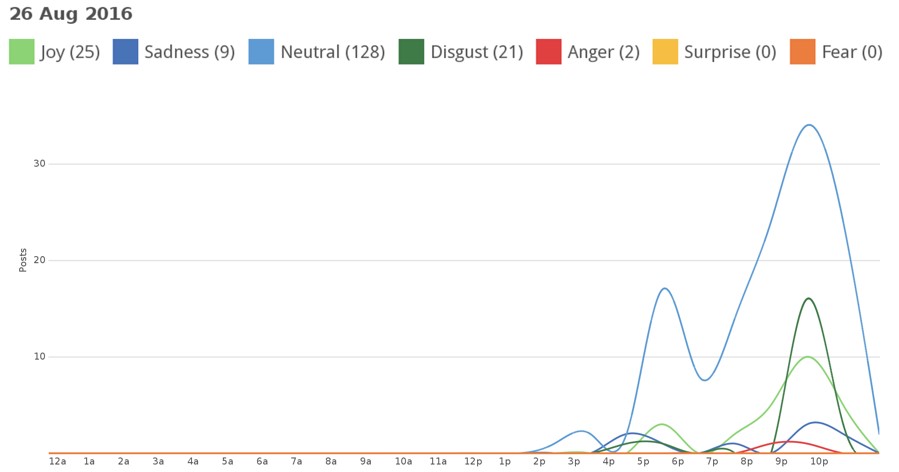 26 Aug 2016
Joy (25) Sadness (9) Neutral (128) Disgust (21) Anger (2) Surprise (0) Fear (0)
30
20
10
Posts
12a 1a 2a 3a 4a 5a 6a 7a 8a 9a 10a 11a 12p 1p 2p 3p 4p 5p 6p 7p 8p 9p 10p